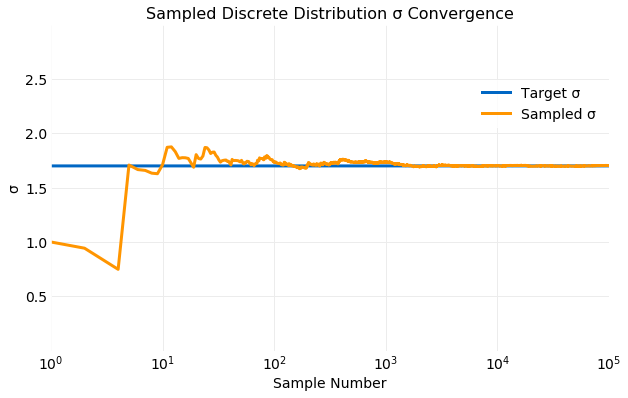 Sampled Discrete Distribution σ Convergence
2.5
2.0
1.5
1.0
0.5
σ
Target σ
Sampled σ
10⁰
10¹
10²
10³
10⁴
10⁵
Sample Number